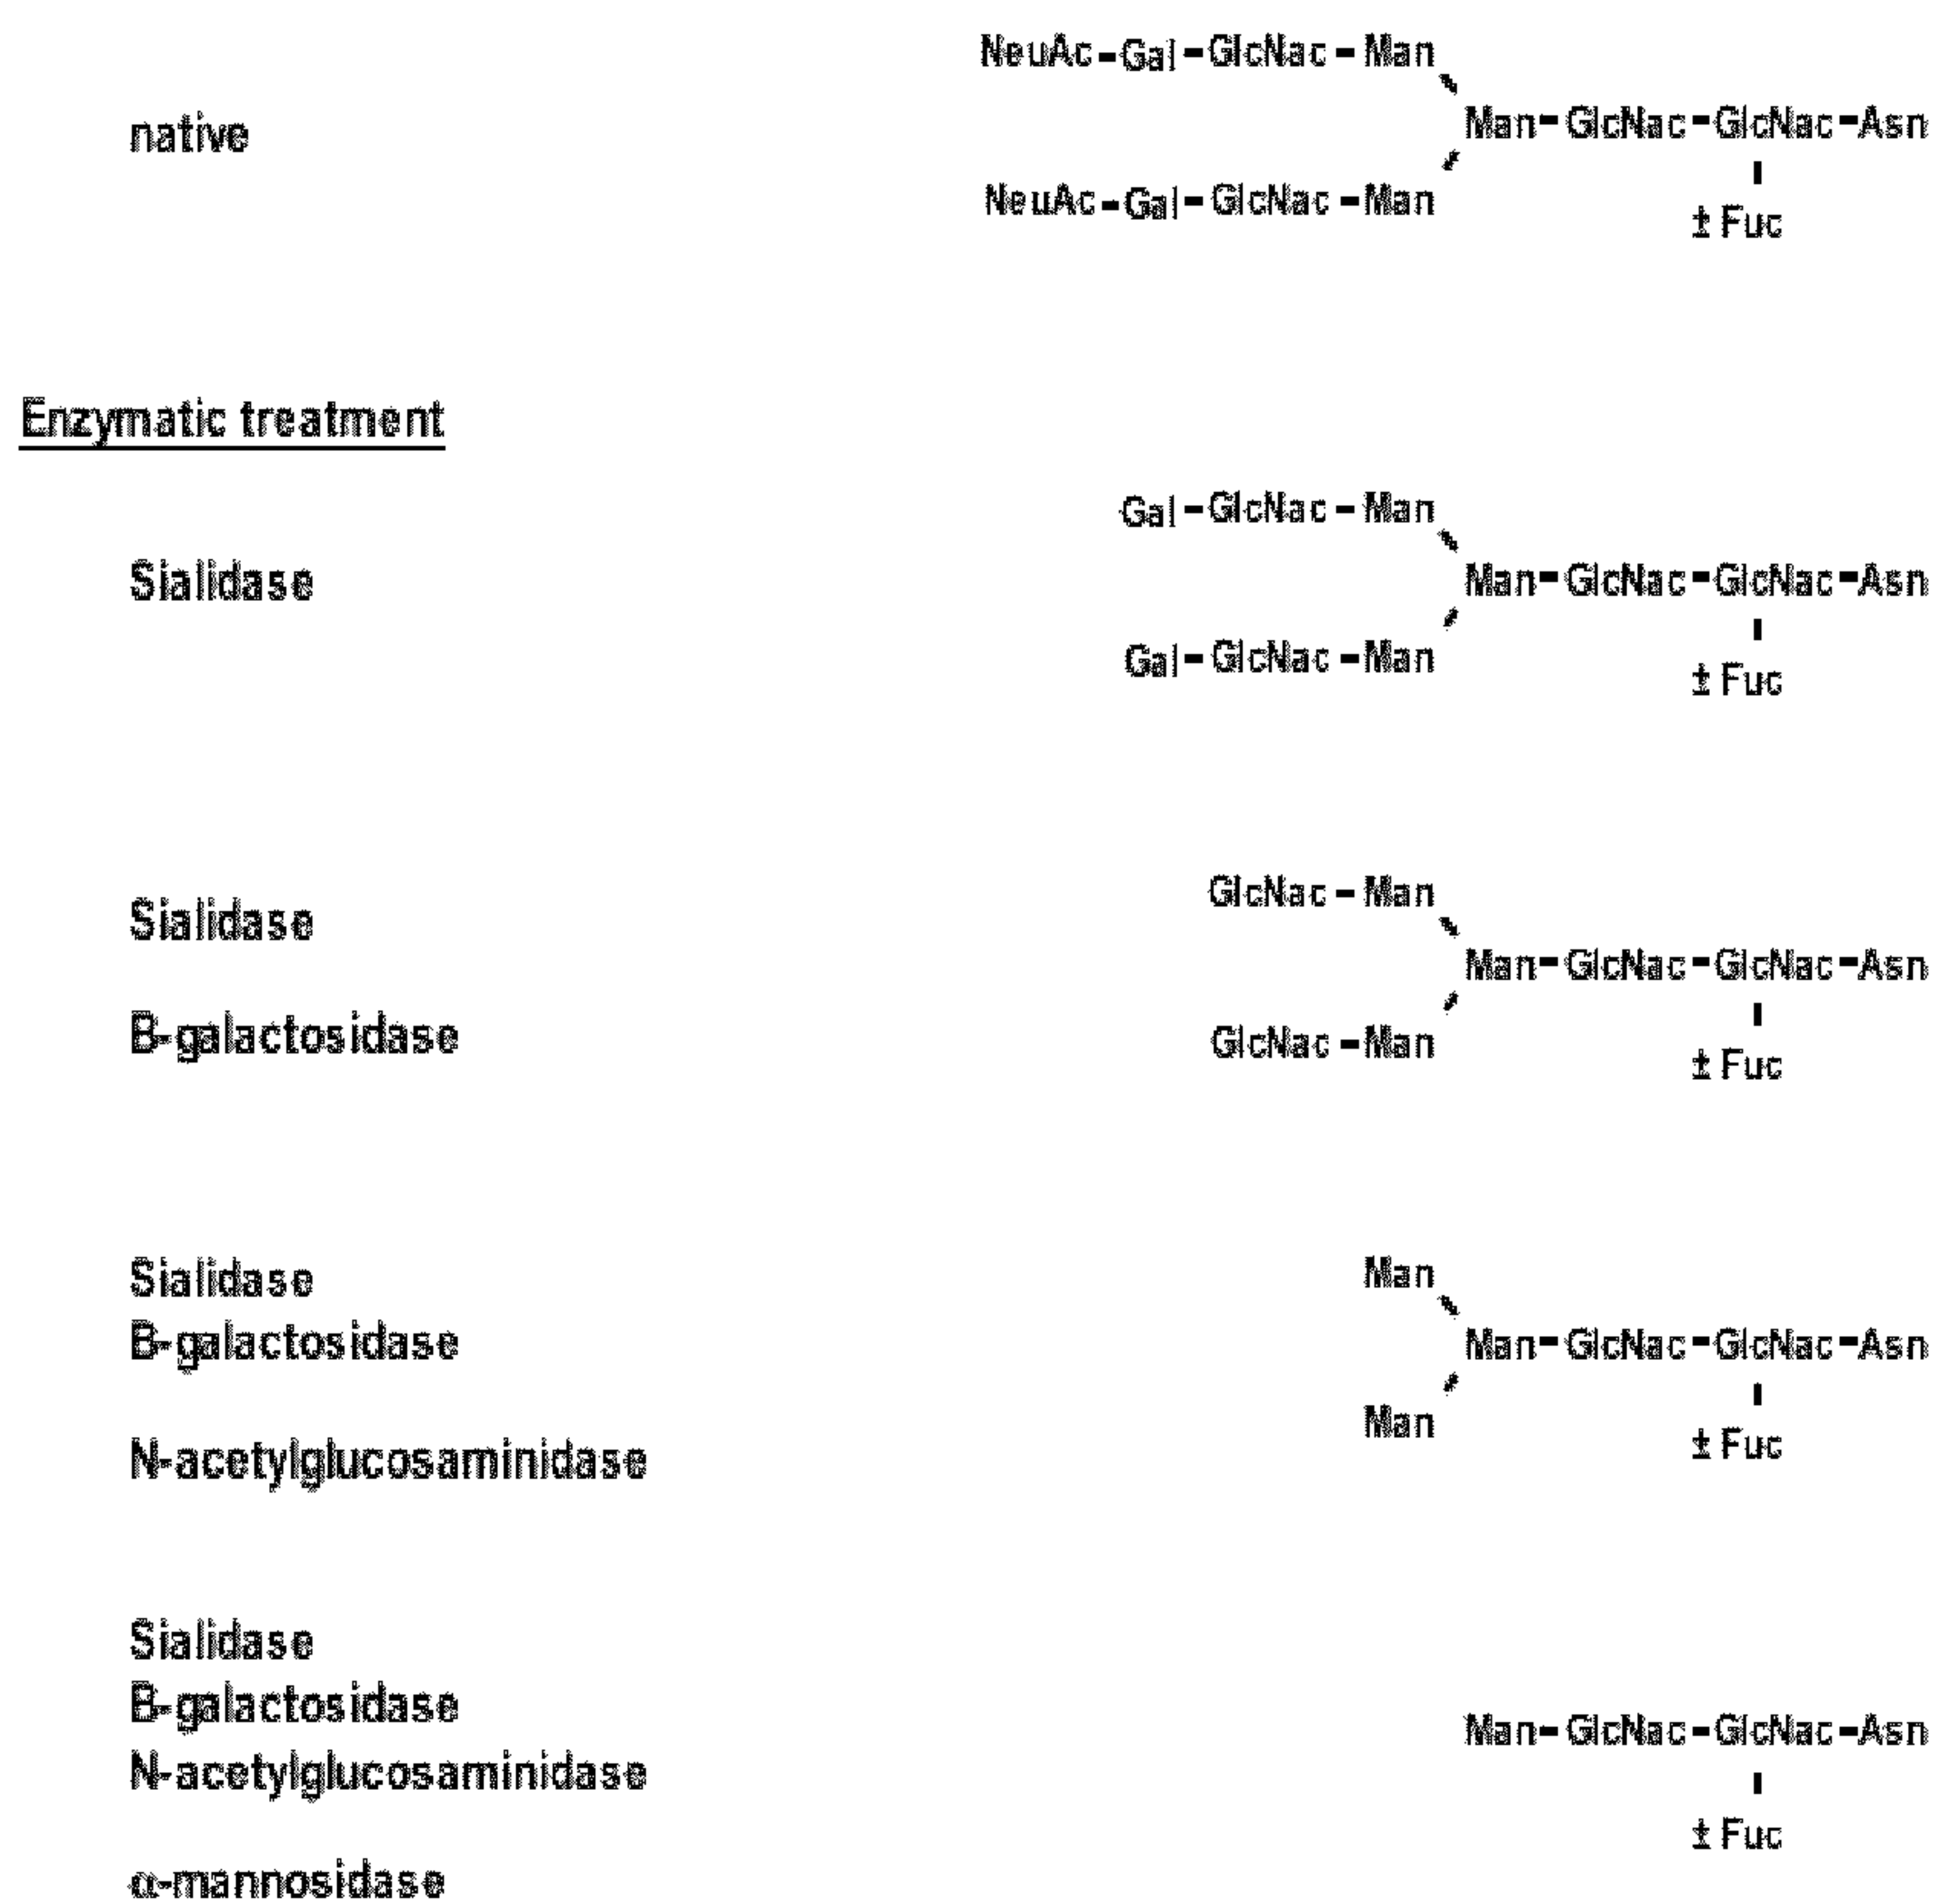 NeuAc-Gal-GlcNac-Man
native
Man-GlcNac-GlcNac-Asn
NeuAc-Gal-GlcNac-Man
± Fuc
Enzymatic treatment
Gal-GlcNac-Man
Sialidase
Man-GlcNac-GlcNac-Asn
Gal-GlcNac-Man
± Fuc
GlcNac-Man
Sialidase
Man-GlcNac-GlcNac-Asn
B-galactosidase
GlcNac-Man
± Fuc
Sialidase
Man
B-galactosidase
Man-GlcNac-GlcNac-Asn
Man
N-acetylglucosaminidase
± Fuc
Sialidase
B-galactosidase
Man-GlcNac-GlcNac-Asn
N-acetylglucosaminidase
± Fuc
α-mannosidase